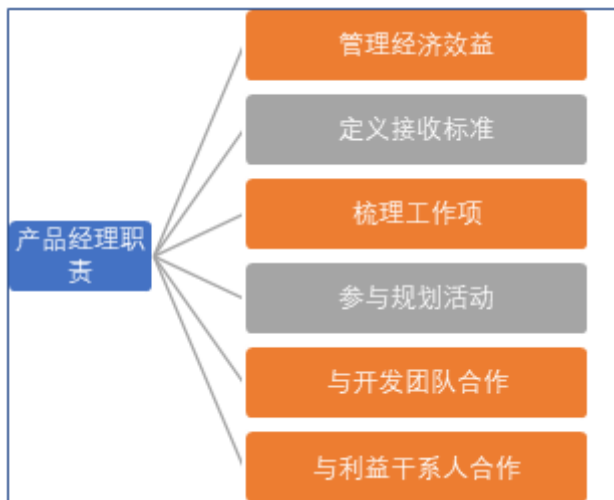 管理经济效益
定义接收标准
梳理工作项
产品经理职
责
参与规划活动
与开发团队合作
与利益干系人合作